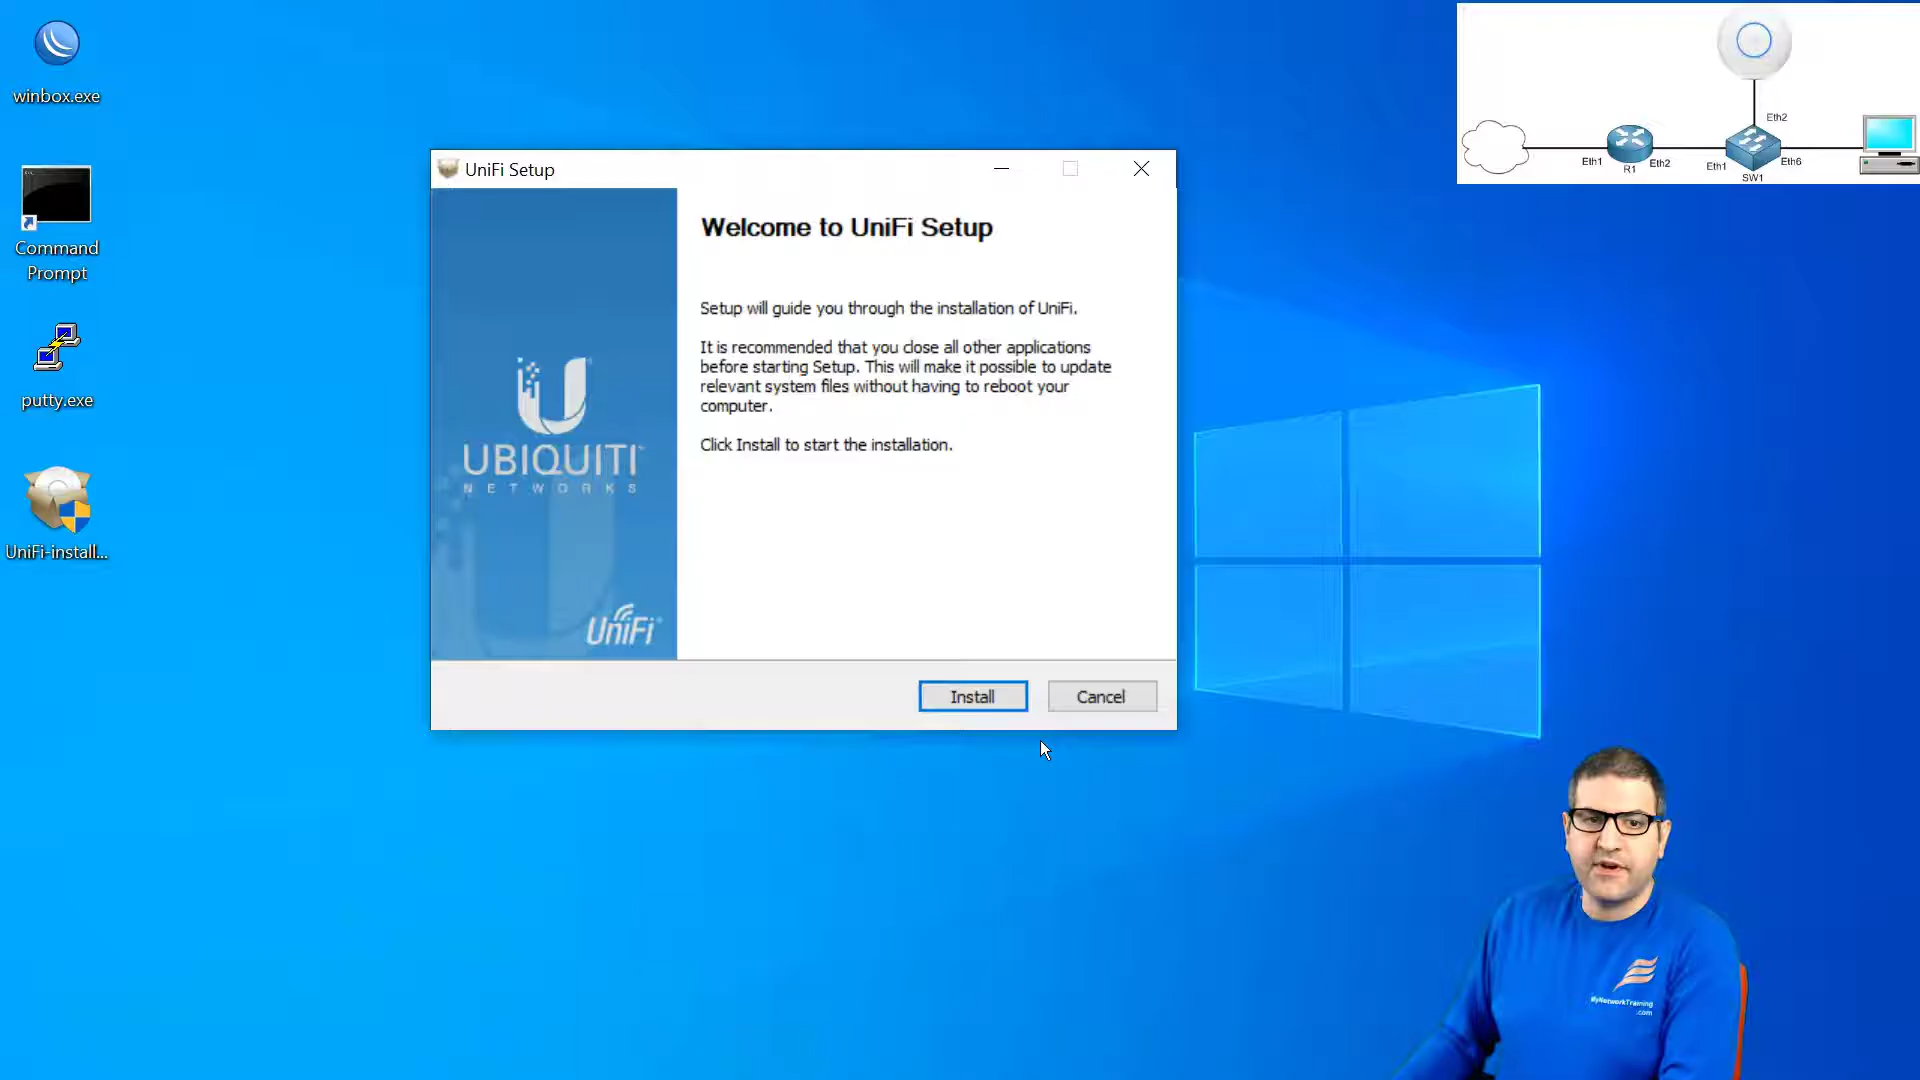 winbox.exe
Command
Prompt
putty.exe
UniFi-install...
UniFi Setup
Welcome to UniFi Setup
Setup will guide you through the installation of UniFi.
It is recommended that you close all other applications
before starting Setup. This will make it possible to update
relevant system files without having to reboot your
computer.
Click Install to start the installation.
UBIQUITI
NETWORKS
UniFi
Install
Cancel
Eth2
Eth1
R1
Eth2
Eth1
SW1
Eth6
MyNetworkTraining
.com